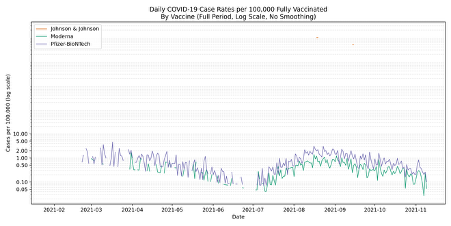 Daily COVID-19 Case Rates per 100,000 Fully Vaccinated
By Vaccine (Full Period, Log Scale, No Smoothing)
Johnson & Johnson
Moderna
Pfizer-BioNTech
Cases per 100,000 (log scale)
10.00
5.00
2.00
1.00
0.50
0.10
0.05
2021-02 2021-03 2021-04 2021-05 2021-06 2021-07 2021-08 2021-09 2021-10 2021-11
Date